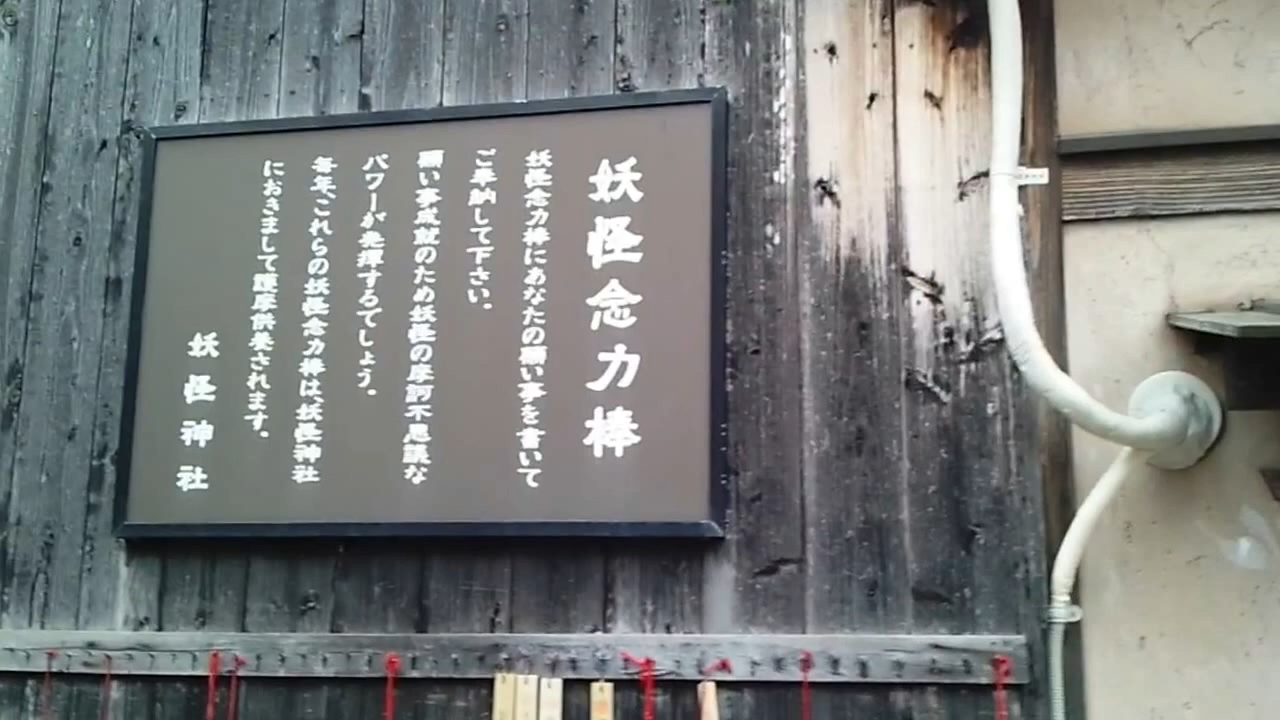 妖怪念力棒
妖怪念力棒にあなたの願い事を書いて
ご奉納して下さい。
願い事成就のため妖怪の摩訶不思議な
パワーが発揮するでしょう。
毎年、これらの妖怪念力棒は、妖怪神社
におきまして護摩供養されます。
妖怪神社